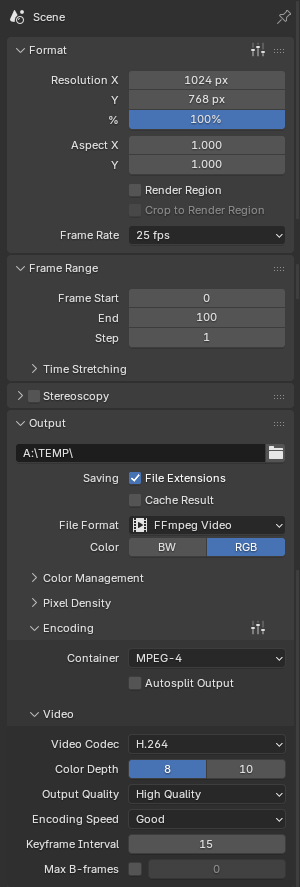 Scene
Format
Resolution X 1024 px
Y 768 px
% 100%
Aspect X 1.000
Y 1.000
Render Region
Crop to Render Region
Frame Rate 25 fps
Frame Range
Frame Start 0
End 100
Step 1
Time Stretching
Stereoscopy
Output
A:\TEMP\
Saving File Extensions
Cache Result
File Format FFmpeg Video
Color BW RGB
Color Management
Pixel Density
Encoding
Container MPEG-4
Autosplit Output
Video
Video Codec H.264
Color Depth 8 10
Output Quality High Quality
Encoding Speed Good
Keyframe Interval 15
Max B-frames 0